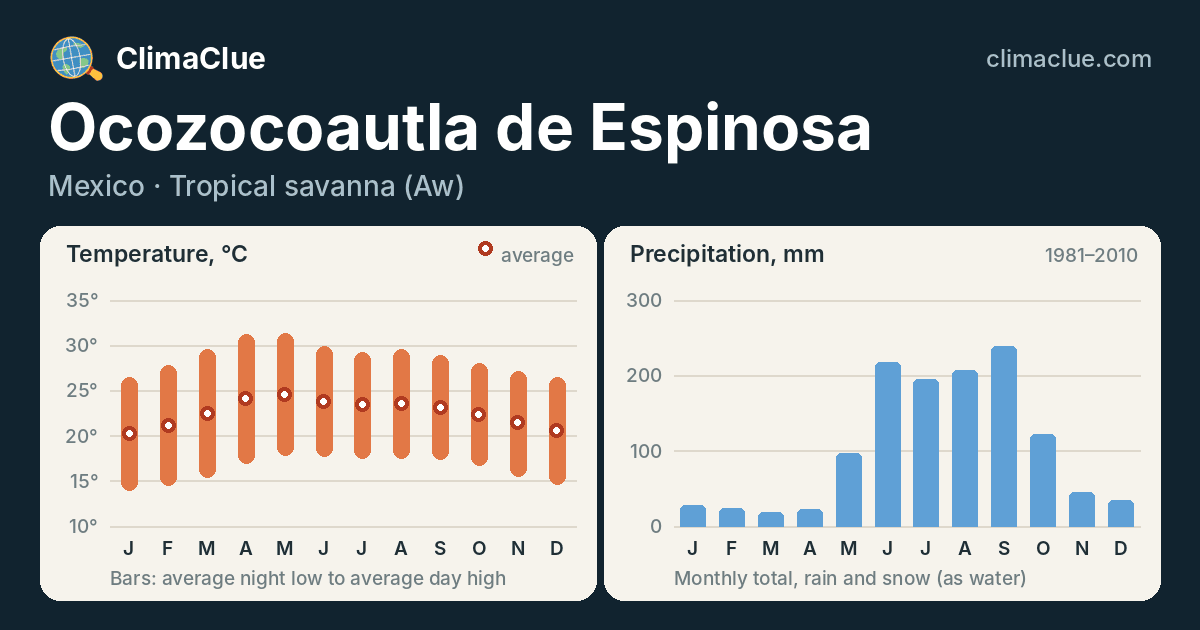 ClimaClue
climaclue.com
Ocozocoautla de Espinosa
Mexico · Tropical savanna (Aw)
Temperature, °C
average
35°
30°
25°
20°
15°
10°
J F M A M J J A S O N D
Bars: average night low to average day high
Precipitation, mm
1981–2010
300
200
100
0
J F M A M J J A S O N D
Monthly total, rain and snow (as water)